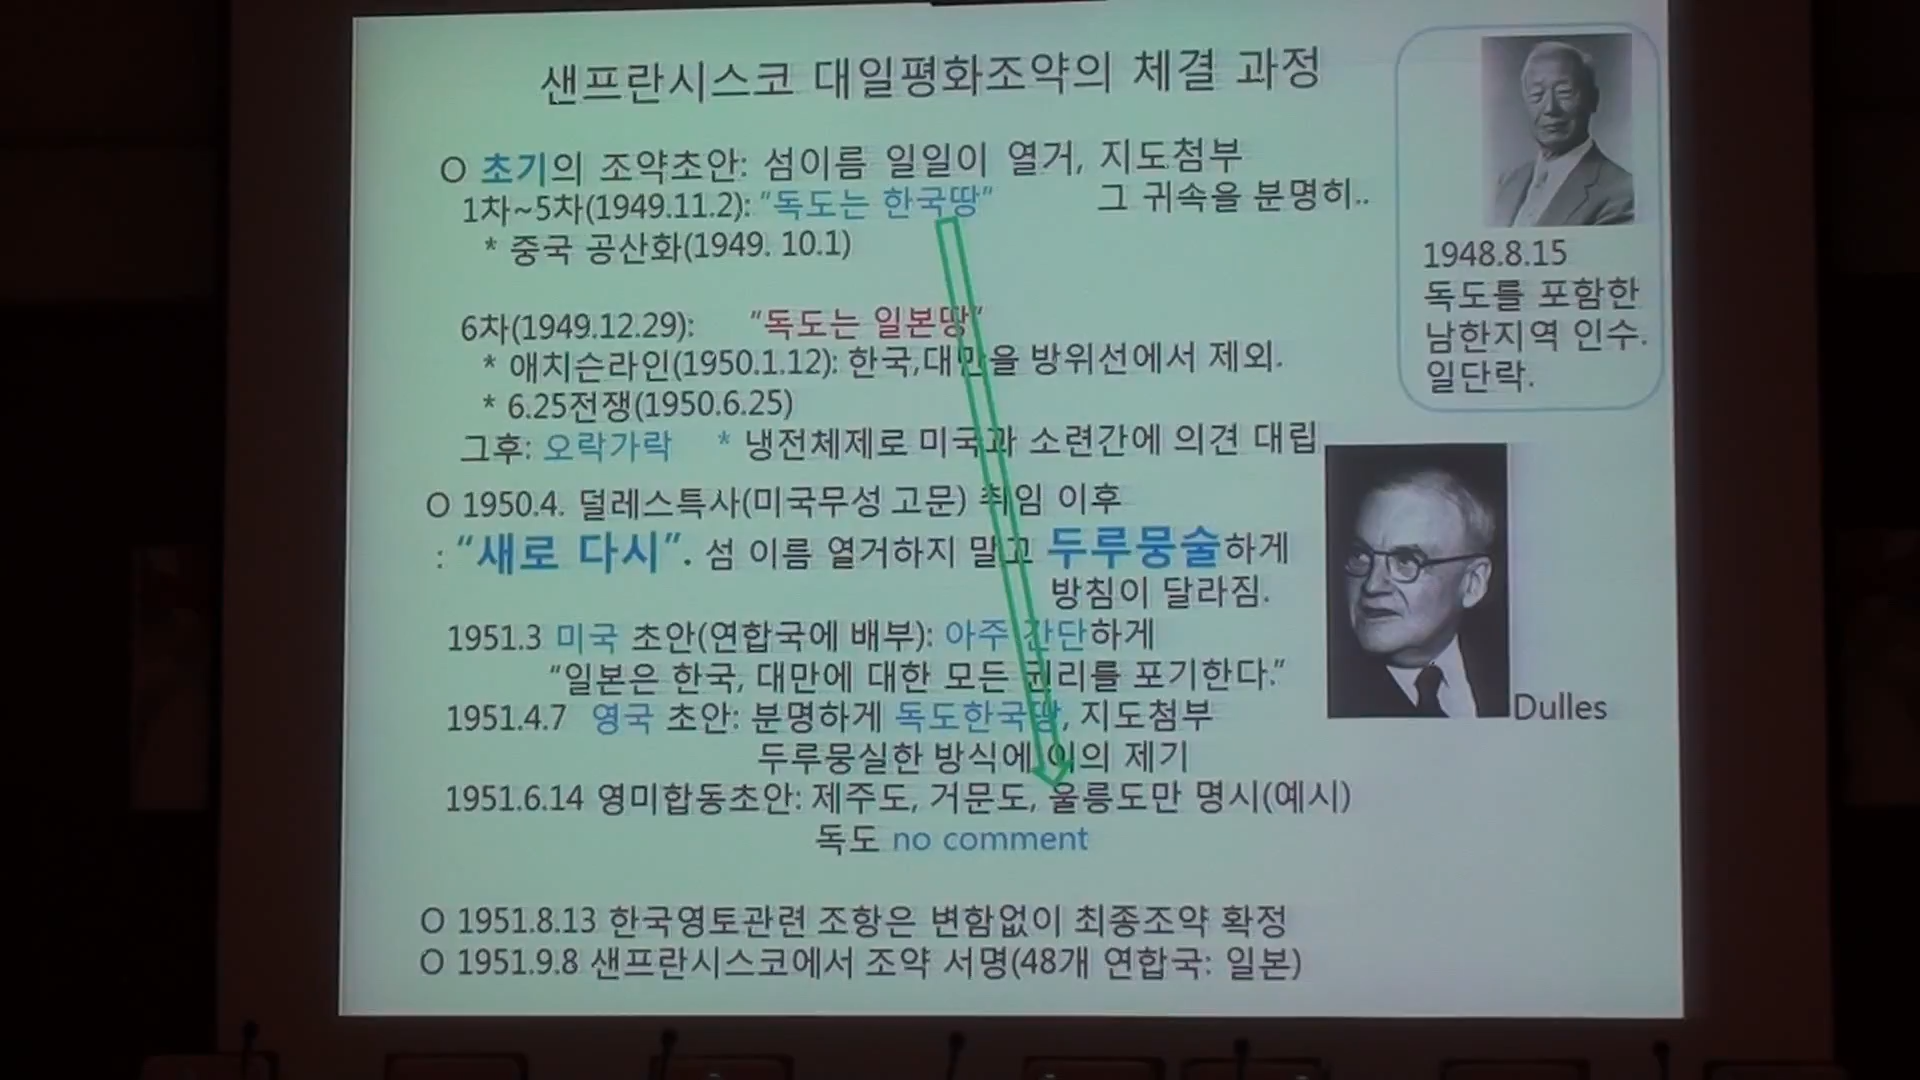 샌프란시스코 대일평화조약의 체결 과정
O 초기의 조약초안: 섬이름 일일이 열거, 지도첨부
1차~5차(1949.11.2): "독도는 한국땅" 그 귀속을 분명히..
* 중국 공산화(1949. 10.1)
6차(1949.12.29): "독도는 일본땅"
* 애치슨라인(1950.1.12): 한국,대만을 방위선에서 제외.
* 6.25전쟁(1950.6.25)
그후: 오락가락 * 냉전체제로 미국과 소련간에 의견 대립
O 1950.4. 덜레스특사(미국무성 고문) 취임 이후
: "새로 다시". 섬 이름 열거하지 말고 두루뭉술하게
방침이 달라짐.
1951.3 미국 초안(연합국에 배부): 아주 간단하게
"일본은 한국, 대만에 대한 모든 권리를 포기한다."
1951.4.7 영국 초안: 분명하게 독도한국땅, 지도첨부
두루뭉실한 방식에 이의 제기
1951.6.14 영미합동초안: 제주도, 거문도, 울릉도만 명시(예시)
독도 no comment
O 1951.8.13 한국영토관련 조항은 변함없이 최종조약 확정
O 1951.9.8 샌프란시스코에서 조약 서명(48개 연합국: 일본)
1948.8.15
독도를 포함한
남한지역 인수.
일단락.
Dulles